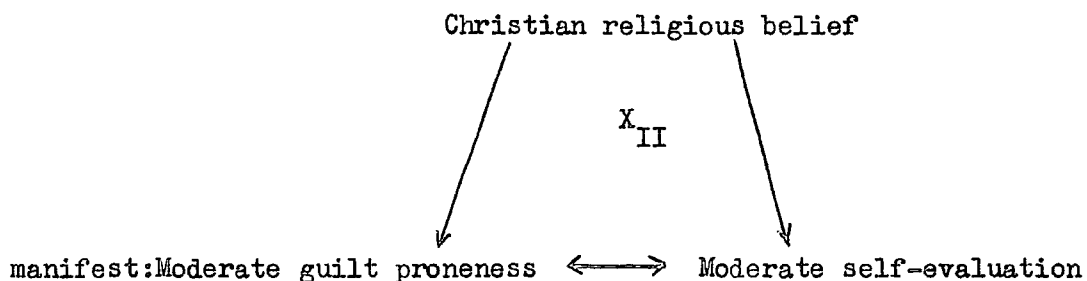 Christian religious belief
X_II
manifest:Moderate guilt proneness Moderate self-evaluation